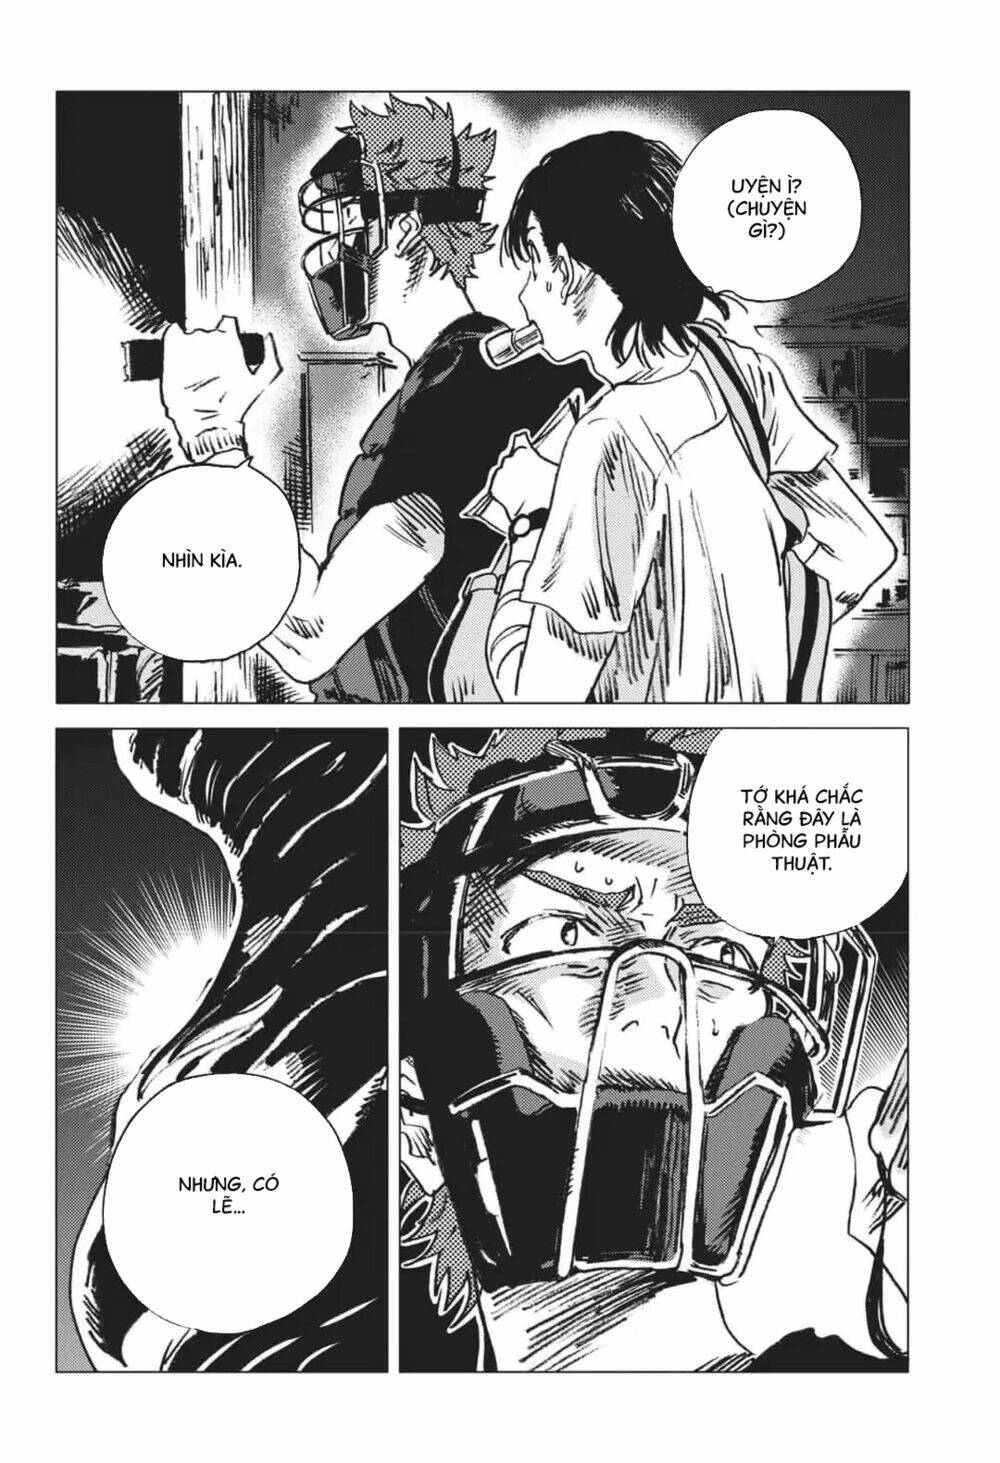 UYỆN Ì?
(CHUYỆN
GÌ?)
NHÌN KÌA.
TỚ KHÁ CHẮC
RẰNG ĐÂY LÀ
PHÒNG PHẪU
THUẬT.
NHƯNG, CÓ
LẼ...